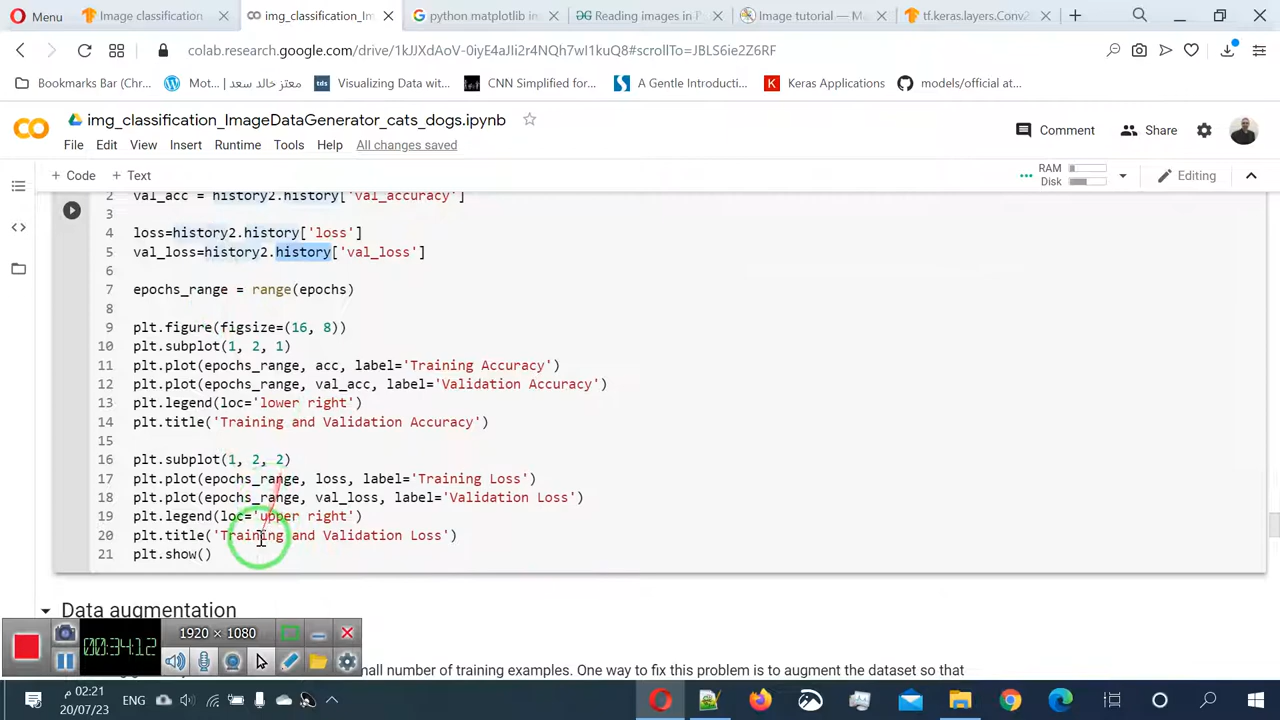 Menu
Image classification
img_classification_Im
python matplotlib in
Reading images in P
Image tutorial — M
tf.keras.layers.Conv2
colab.research.google.com/drive/1kJJXdAoV-0iyE4aJIi2r4NQh7wI1kuQ8#scrollTo=JBLS6ie2Z6RF
Bookmarks Bar (Chr...
Mot... | معتز خالد سعد
Visualizing Data wi...
CNN Simplified for...
A Gentle Introducti...
Keras Applications
models/official at...
img_classification_ImageDataGenerator_cats_dogs.ipynb
Comment
Share
File Edit View Insert Runtime Tools Help All changes saved
+ Code + Text
RAM
Disk
Editing
2 val_acc = history2.history['val_accuracy']
3
4 loss=history2.history['loss']
5 val_loss=history2.history['val_loss']
6
7 epochs_range = range(epochs)
8
9 plt.figure(figsize=(16, 8))
10 plt.subplot(1, 2, 1)
11 plt.plot(epochs_range, acc, label='Training Accuracy')
12 plt.plot(epochs_range, val_acc, label='Validation Accuracy')
13 plt.legend(loc='lower right')
14 plt.title('Training and Validation Accuracy')
15
16 plt.subplot(1, 2, 2)
17 plt.plot(epochs_range, loss, label='Training Loss')
18 plt.plot(epochs_range, val_loss, label='Validation Loss')
19 plt.legend(loc='upper right')
20 plt.title('Training and Validation Loss')
21 plt.show()
Data augmentation
00:34:12
1920 × 1080
mall number of training examples. One way to fix this problem is to augment the dataset so that
02:21 م
20/07/23
ENG